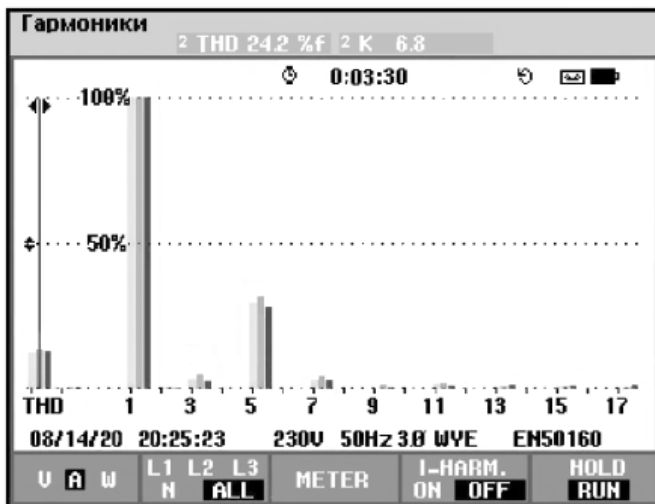 Гармоники
2 THD 24.2 %f 2 K 6.8
0:03:30
100%
50%
THD 1 3 5 7 9 11 13 15 17
08/14/20 20:25:23 230V 50Hz 3Ø WYE EN50160
V A W L1 L2 L3 N ALL METER I-HARM. ON OFF HOLD RUN